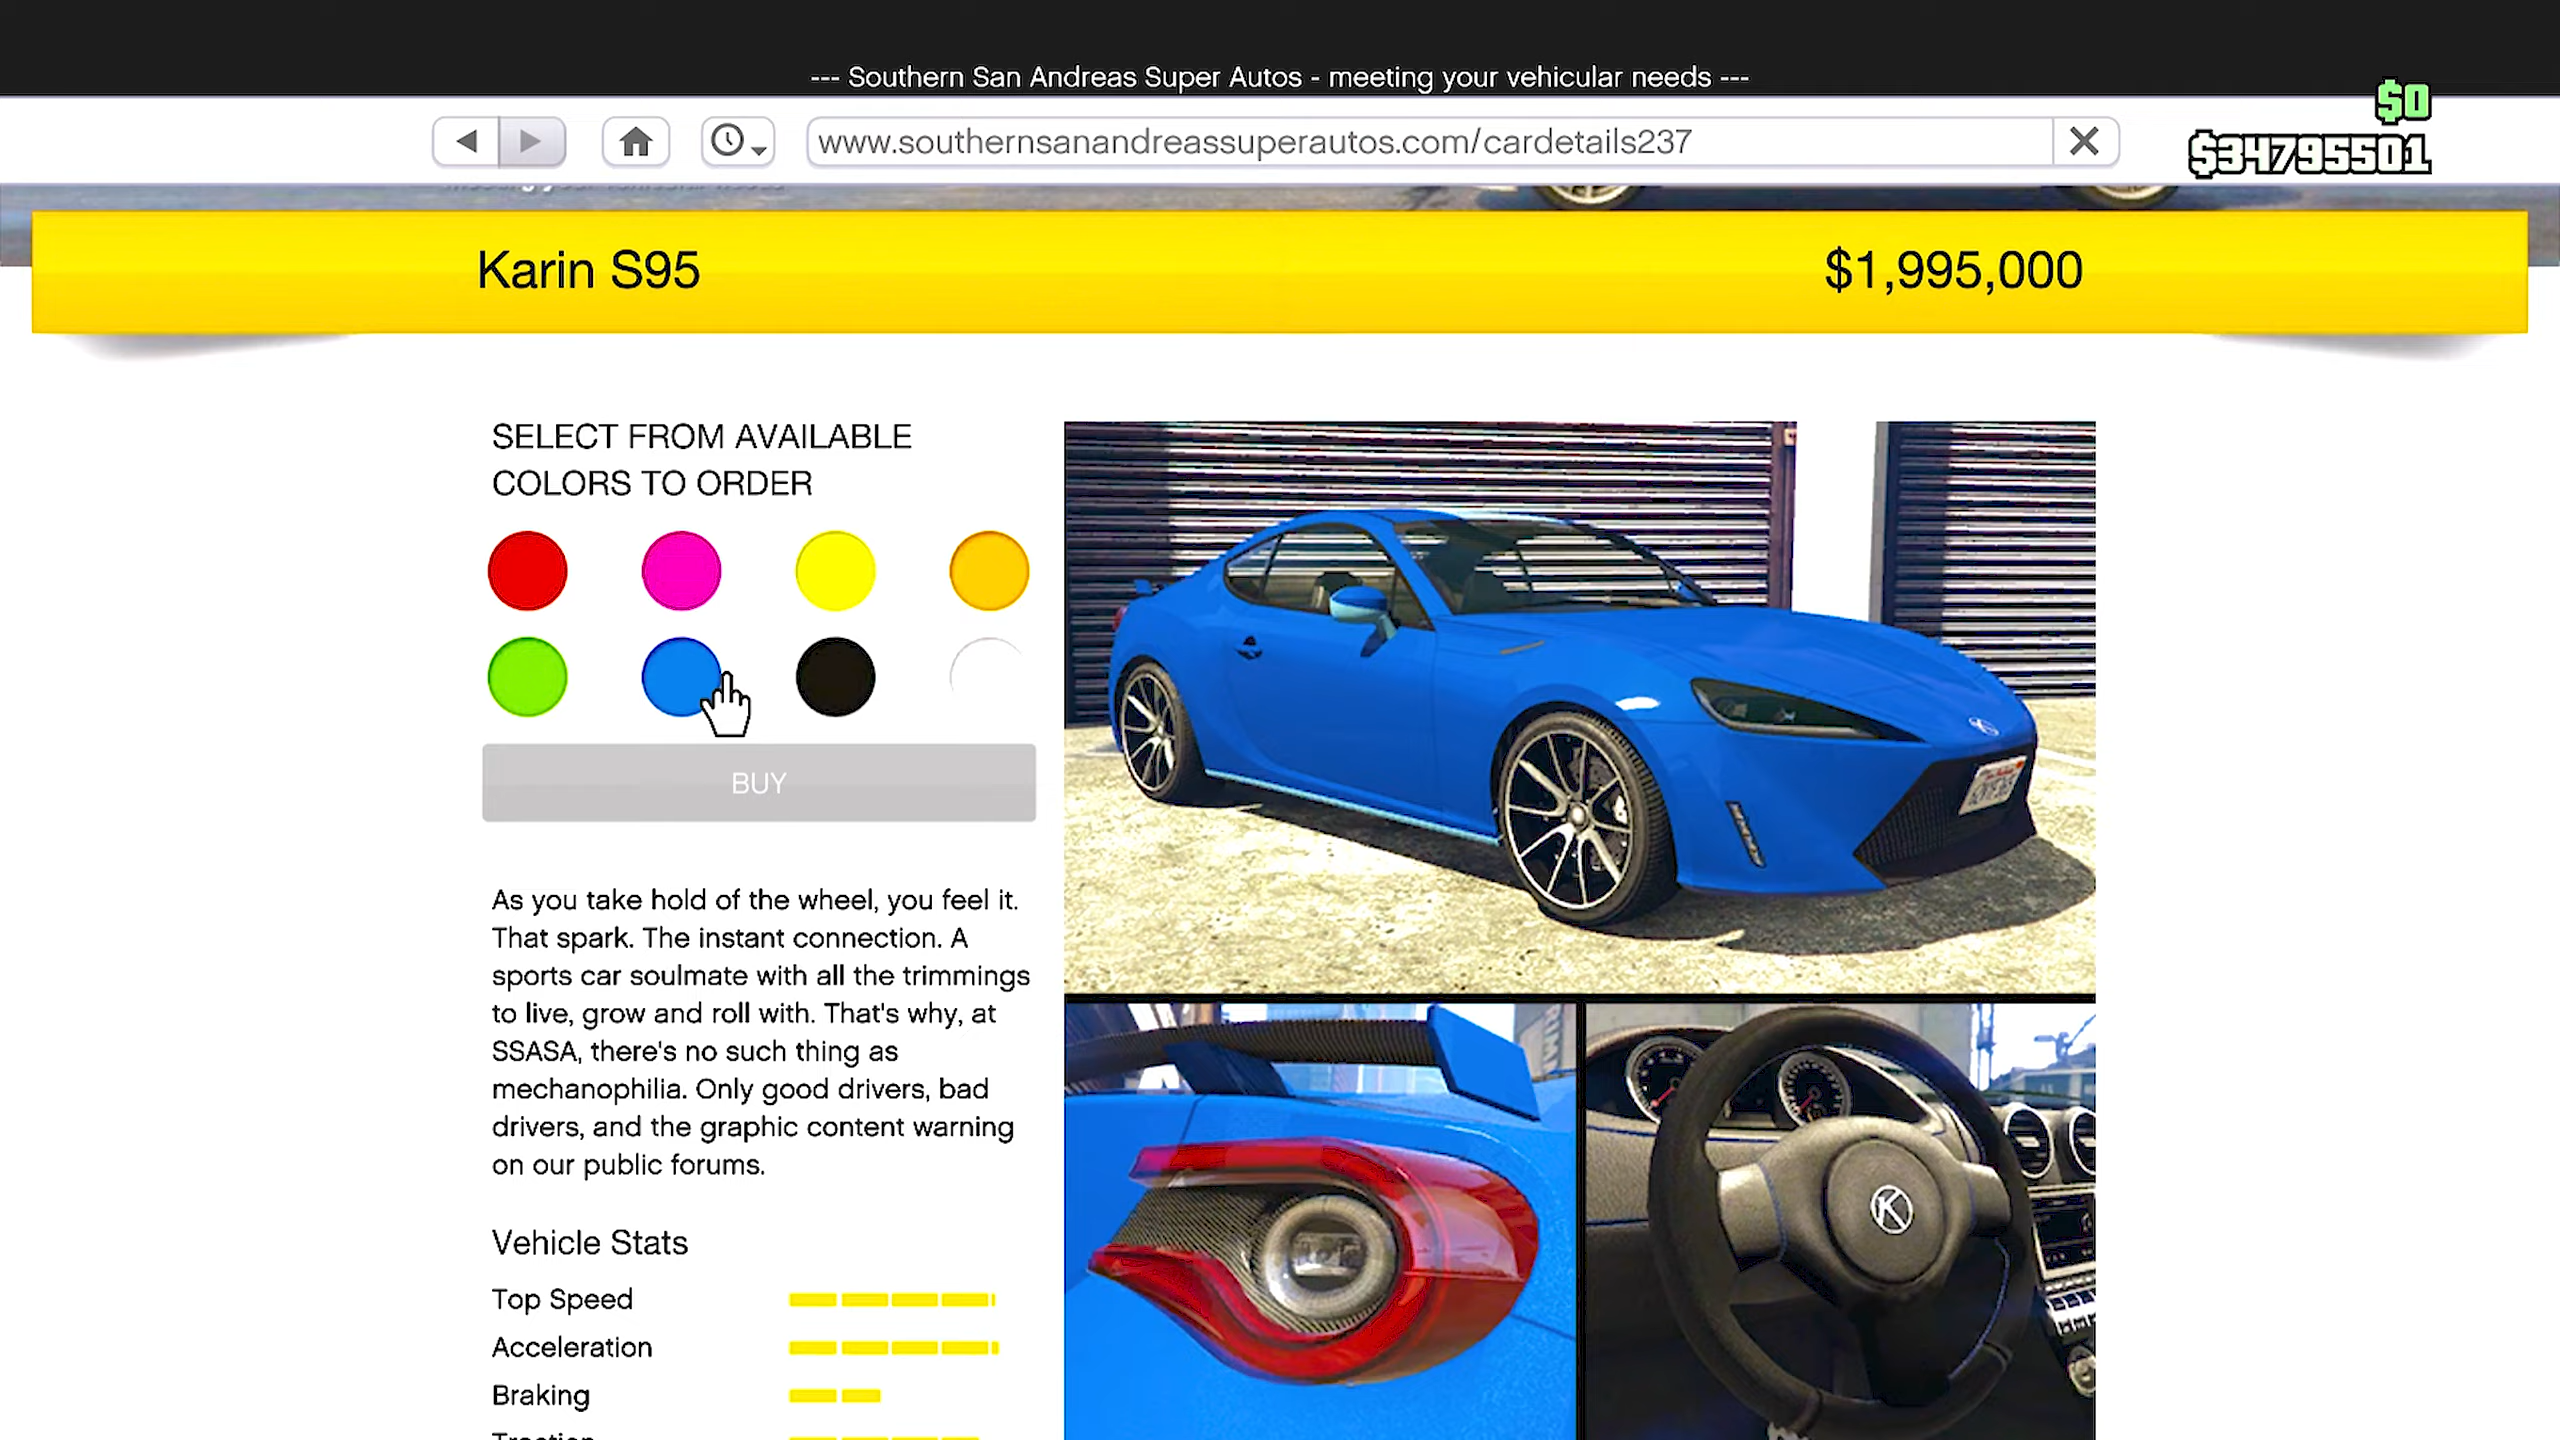 --- Southern San Andreas Super Autos - meeting your vehicular needs ---
$0
www.southernsanandreassuperautos.com/cardetails237
$34795501
Karin S95
$1,995,000
SELECT FROM AVAILABLE
COLORS TO ORDER
BUY
As you take hold of the wheel, you feel it.
That spark. The instant connection. A
sports car soulmate with all the trimmings
to live, grow and roll with. That's why, at
SSASA, there's no such thing as
mechanophilia. Only good drivers, bad
drivers, and the graphic content warning
on our public forums.
Vehicle Stats
Top Speed
Acceleration
Braking
Traction